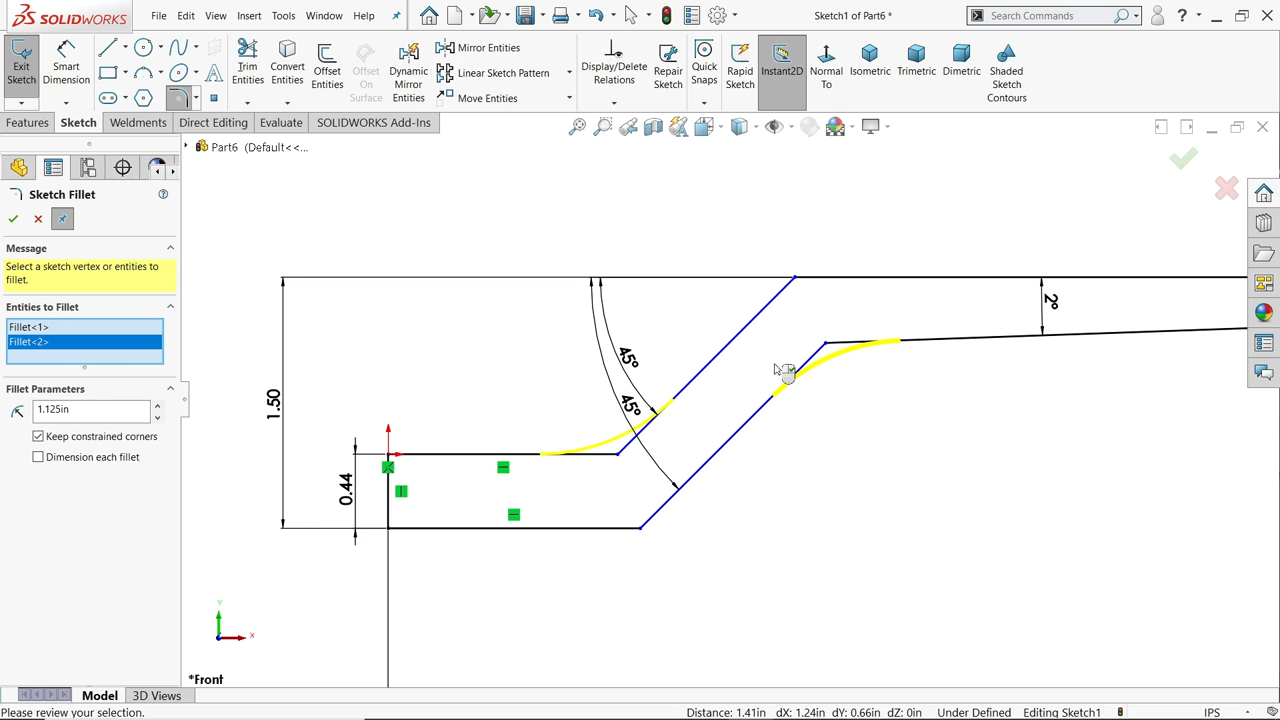 SOLIDWORKS
File Edit View Insert Tools Window Help
Sketch1 of Part6 *
Search Commands
?
Exit Sketch
Smart Dimension
Trim Entities
Convert Entities
Offset Entities
Offset On Surface
Dynamic Mirror Entities
Mirror Entities
Linear Sketch Pattern
Move Entities
Display/Delete Relations
Repair Sketch
Quick Snaps
Rapid Sketch
Instant2D
Normal To
Isometric
Trimetric
Dimetric
Shaded Sketch Contours
Features Sketch Weldments Direct Editing Evaluate SOLIDWORKS Add-Ins
Part6 (Default<<...
Sketch Fillet
Message
Select a sketch vertex or entities to
fillet.
Entities to Fillet
Fillet<1>
Fillet<2>
Fillet Parameters
1.125in
Keep constrained corners
Dimension each fillet
2°
45°
45°
1.50
0.44
Y
X
*Front
Model 3D Views
Please review your selection.
Distance: 1.41in dX: 1.24in dY: 0.66in dZ: 0in Under Defined Editing Sketch1 IPS